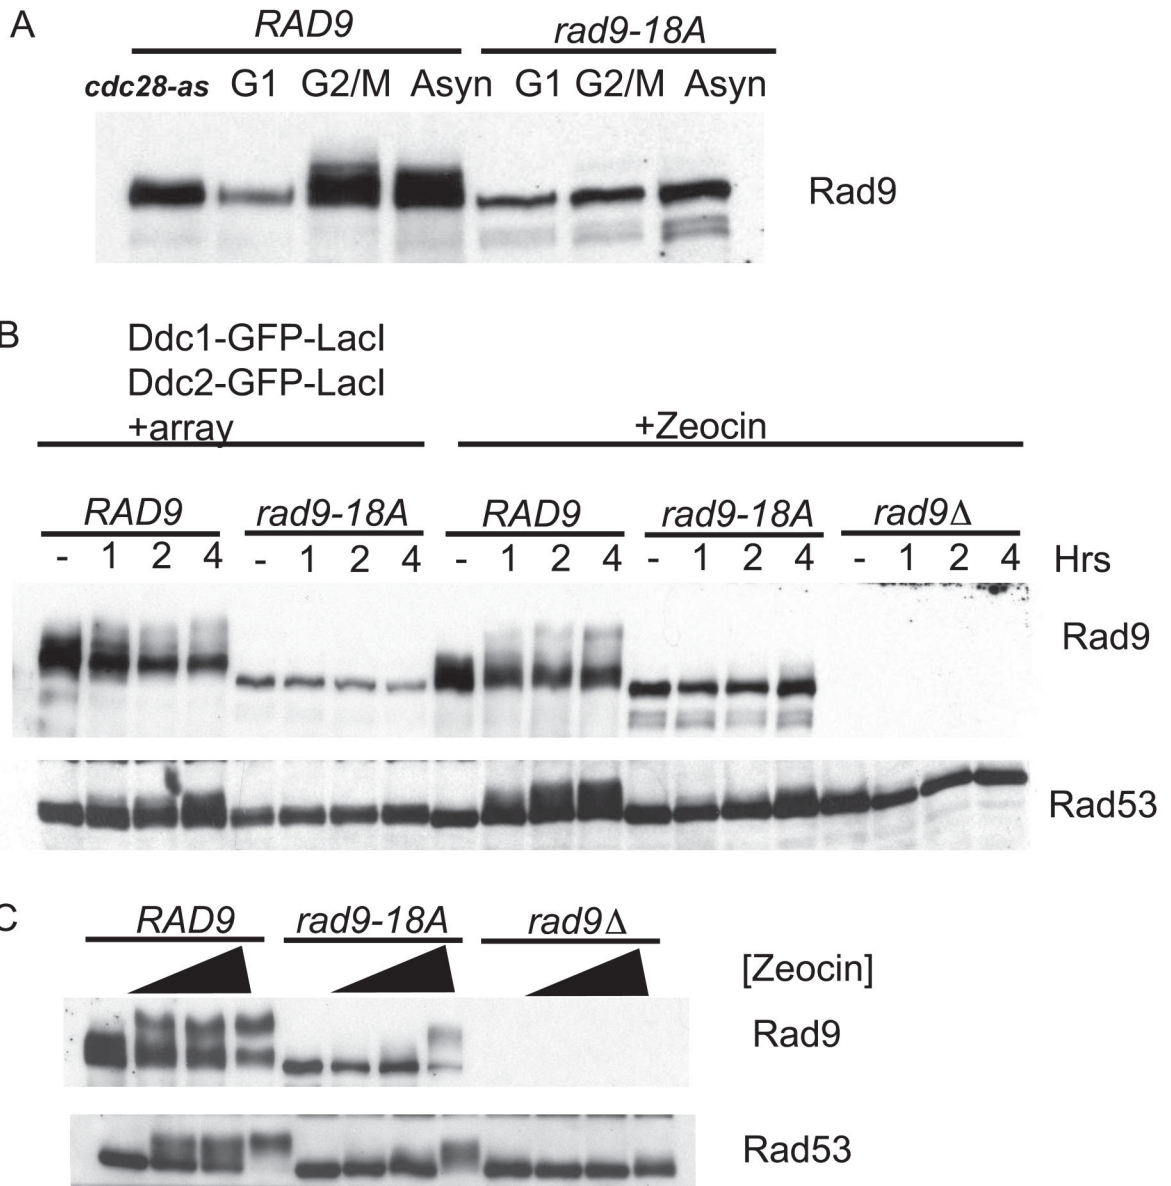 A
RAD9 rad9-18A
cdc28-as G1 G2/M Asyn G1 G2/M Asyn
Rad9
B
Ddc1-GFP-LacI
Ddc2-GFP-LacI
+array +Zeocin
RAD9 rad9-18A RAD9 rad9-18A rad9Δ
- 1 2 4 - 1 2 4 - 1 2 4 - 1 2 4 - 1 2 4 Hrs
Rad9
Rad53
C
RAD9 rad9-18A rad9Δ
[Zeocin]
Rad9
Rad53